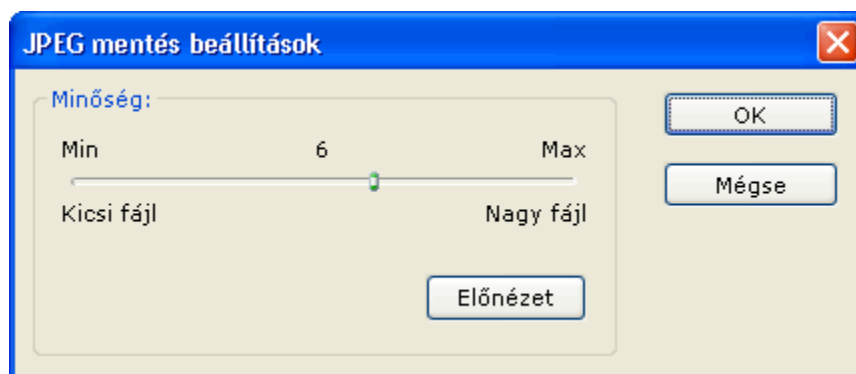 JPEG mentés beállítások
Minőség:
OK
Min 6 Max
Mégse
Kicsi fájl Nagy fájl
Előnézet